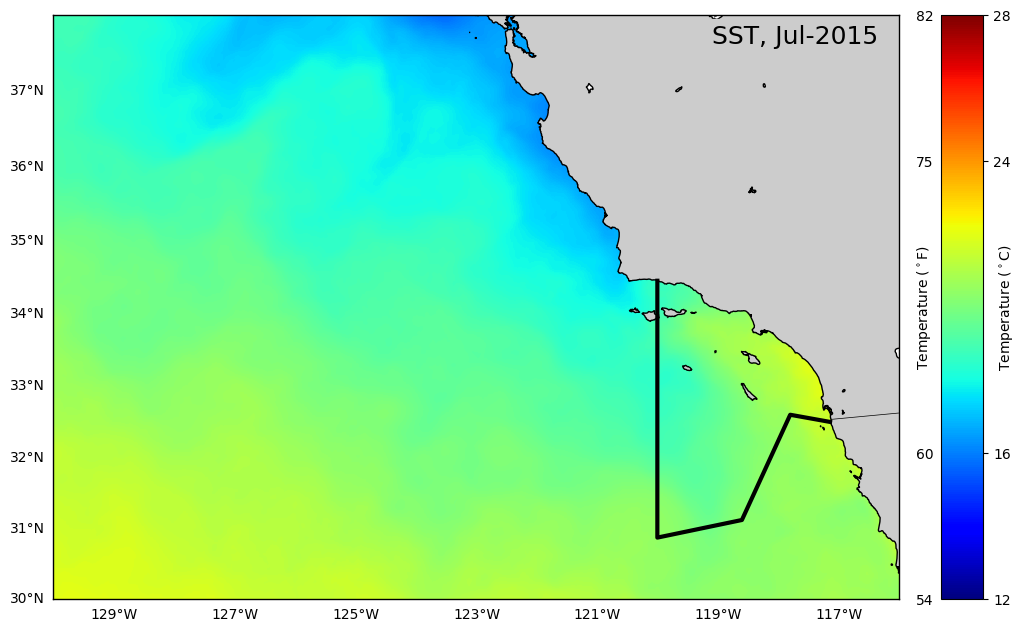 SST, Jul-2015
37°N
36°N
35°N
34°N
33°N
32°N
31°N
30°N
129°W
127°W
125°W
123°W
121°W
119°W
117°W
82
75
60
54
Temperature (°F)
28
24
16
12
Temperature (°C)